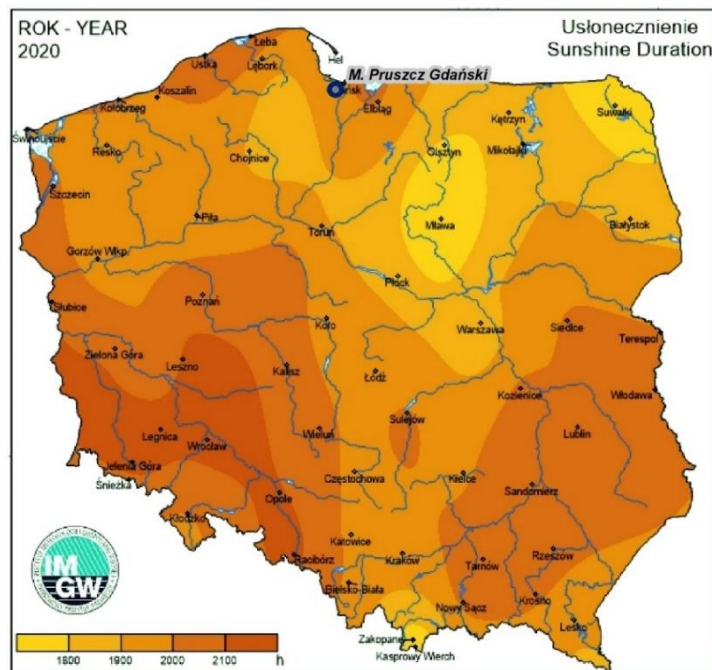 ROK - YEAR
2020
Usłonecznienie
Sunshine Duration
Łeba
Ustka
Lębork
Hel
M. Pruszcz Gdański
Koszalin
Kołobrzeg
Elbląg
Kętrzyn
Suwałki
Świnoujście
Resko
Chojnice
Olsztyn
Mikołajki
Szczecin
Piła
Toruń
Mława
Białystok
Gorzów Wlkp.
Płock
Słubice
Poznań
Koło
Warszawa
Siedlce
Terespol
Zielona Góra
Leszno
Kalisz
Łódź
Kozienice
Włodawa
Sulejów
Legnica
Wrocław
Wieluń
Lublin
Jelenia Góra
Śnieżka
Częstochowa
Kielce
Sandomierz
Opole
Kłodzko
Katowice
Racibórz
Kraków
Tarnów
Rzeszów
Bielsko-Biała
Nowy Sącz
Krosno
Lesko
Zakopane
Kasprowy Wierch
IM
GW
1800 1900 2000 2100 h